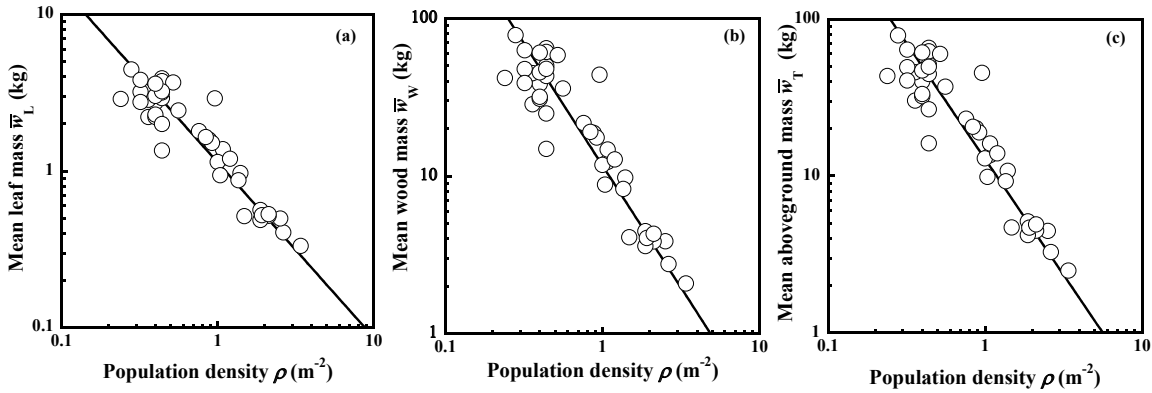 (a)
10
1
0.1
0.1
1
10
Mean leaf mass w̅L (kg)
Population density ρ (m-2)
(b)
100
10
1
0.1
1
10
Mean wood mass w̅W (kg)
Population density ρ (m-2)
(c)
100
10
1
0.1
1
10
Mean aboveground mass w̅T (kg)
Population density ρ (m-2)